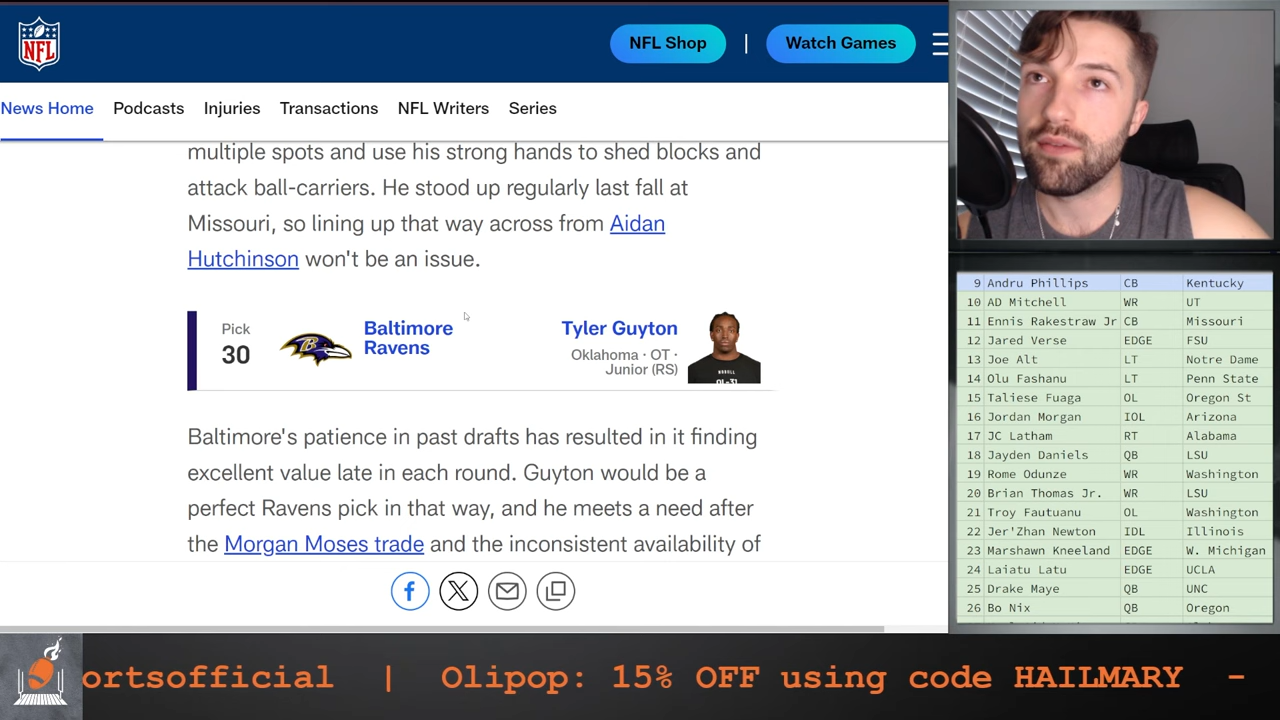 NFL
NFL Shop | Watch Games
News Home Podcasts Injuries Transactions NFL Writers Series
multiple spots and use his strong hands to shed blocks and
attack ball-carriers. He stood up regularly last fall at
Missouri, so lining up that way across from Aidan
Hutchinson won't be an issue.
Pick
30
Baltimore
Ravens
Tyler Guyton
Oklahoma · OT ·
Junior (RS)
Baltimore's patience in past drafts has resulted in it finding
excellent value late in each round. Guyton would be a
perfect Ravens pick in that way, and he meets a need after
the Morgan Moses trade and the inconsistent availability of
9 Andru Phillips CB Kentucky
10 AD Mitchell WR UT
11 Ennis Rakestraw Jr CB Missouri
12 Jared Verse EDGE FSU
13 Joe Alt LT Notre Dame
14 Olu Fashanu LT Penn State
15 Taliese Fuaga OL Oregon St
16 Jordan Morgan IOL Arizona
17 JC Latham RT Alabama
18 Jayden Daniels QB LSU
19 Rome Odunze WR Washington
20 Brian Thomas Jr. WR LSU
21 Troy Fautuanu OL Washington
22 Jer'Zhan Newton IDL Illinois
23 Marshawn Kneeland EDGE W. Michigan
24 Laiatu Latu EDGE UCLA
25 Drake Maye QB UNC
26 Bo Nix QB Oregon
ortsofficial | Olipop: 15% OFF using code HAILMARY -